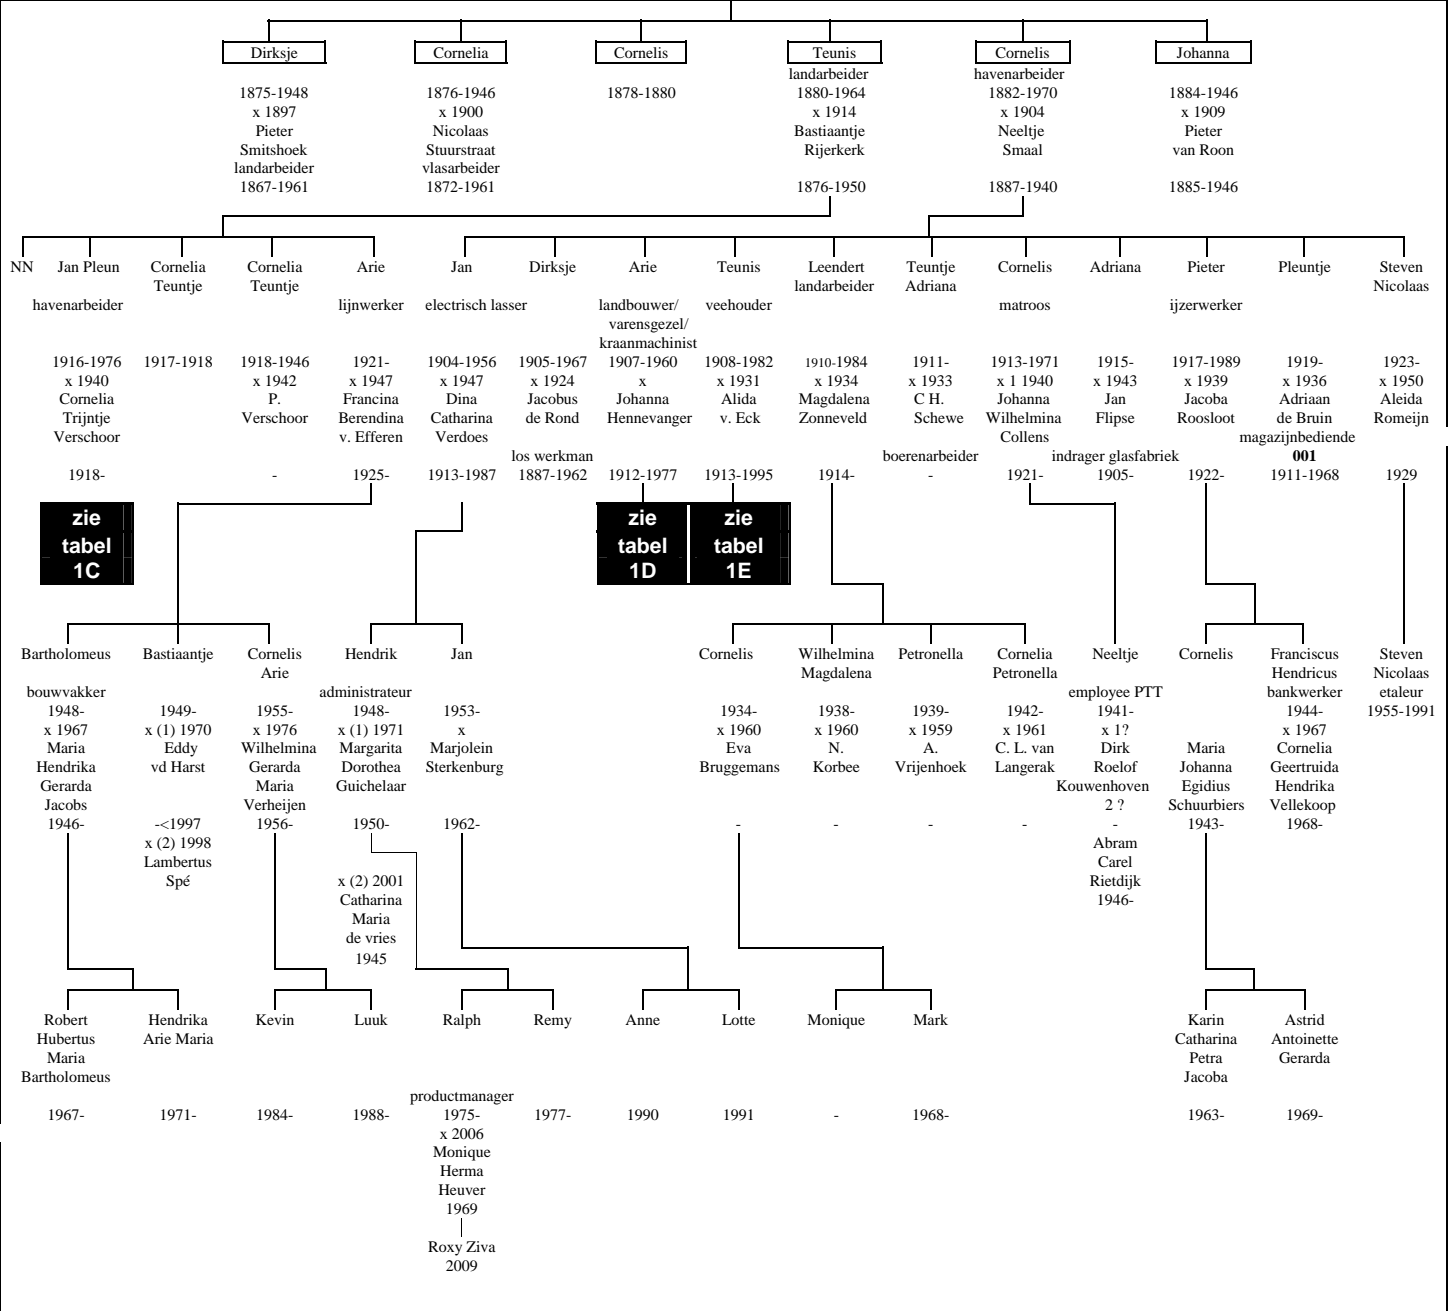 Dirksje Cornelia Cornelis Teunis Cornelis Johanna
landarbeider havenarbeider
1875-1948 1876-1946 1878-1880 1880-1964 1882-1970 1884-1946
x 1897 x 1900 x 1914 x 1904 x 1909
Pieter Nicolaas Bastiaantje Neeltje Pieter
Smitshoek Stuurstraat Rijerkerk Smaal van Roon
landarbeider vlasarbeider
1867-1961 1872-1961 1876-1950 1887-1940 1885-1946
NN Jan Pleun Cornelia Cornelia Arie Jan Dirksje Arie Teunis Leendert Teuntje Cornelis Adriana Pieter Pleuntje Steven
Teuntje Teuntje landarbeider Adriana Nicolaas
havenarbeider lijnwerker electrisch lasser landbouwer/ veehouder matroos ijzerwerker
varensgezel/
kraanmachinist
1916-1976 1917-1918 1918-1946 1921- 1904-1956 1905-1967 1907-1960 1908-1982 1910-1984 1911- 1913-1971 1915- 1917-1989 1919- 1923-
x 1940 x 1942 x 1947 x 1947 x 1924 x x 1931 x 1934 x 1933 x 1 1940 x 1943 x 1939 x 1936 x 1950
Cornelia P. Francina Dina Jacobus Johanna Alida Magdalena C H. Johanna Jan Jacoba Adriaan Aleida
Trijntje Verschoor Berendina Catharina de Rond Hennevanger v. Eck Zonneveld Schewe Wilhelmina Flipse Roosloot de Bruin Romeijn
Verschoor v. Efferen Verdoes Collens magazijnbediende
los werkman boerenarbeider indrager glasfabriek 001
1918- - 1925- 1913-1987 1887-1962 1912-1977 1913-1995 1914- - 1921- 1905- 1922- 1911-1968 1929
zie zie zie
tabel tabel tabel
1C 1D 1E
Bartholomeus Bastiaantje Cornelis Hendrik Jan Cornelis Wilhelmina Petronella Cornelia Neeltje Cornelis Franciscus Steven
Arie Magdalena Petronella Hendricus Nicolaas
bouwvakker administrateur employee PTT bankwerker etaleur
1948- 1949- 1955- 1948- 1953- 1934- 1938- 1939- 1942- 1941- 1944- 1955-1991
x 1967 x (1) 1970 x 1976 x (1) 1971 x x 1960 x 1960 x 1959 x 1961 x 1? x 1967
Maria Eddy Wilhelmina Margarita Marjolein Eva N. A. C. L. van Dirk Maria Cornelia
Hendrika vd Harst Gerarda Dorothea Sterkenburg Bruggemans Korbee Vrijenhoek Langerak Roelof Johanna Geertruida
Gerarda Maria Guichelaar Kouwenhoven Egidius Hendrika
Jacobs Verheijen 2 ? Schuurbiers Vellekoop
1946- -<1997 1956- 1950- 1962- - - - - - 1943- 1968-
x (2) 1998 Abram
Lambertus Carel
Spé x (2) 2001 Rietdijk
Catharina 1946-
Maria
de vries
1945
Robert Hendrika Kevin Luuk Ralph Remy Anne Lotte Monique Mark Karin Astrid
Hubertus Arie Maria Catharina Antoinette
Maria Petra Gerarda
Bartholomeus Jacoba
productmanager
1967- 1971- 1984- 1988- 1975- 1977- 1990 1991 - 1968- 1963- 1969-
x 2006
Monique
Herma
Heuver
1969
Roxy Ziva
2009